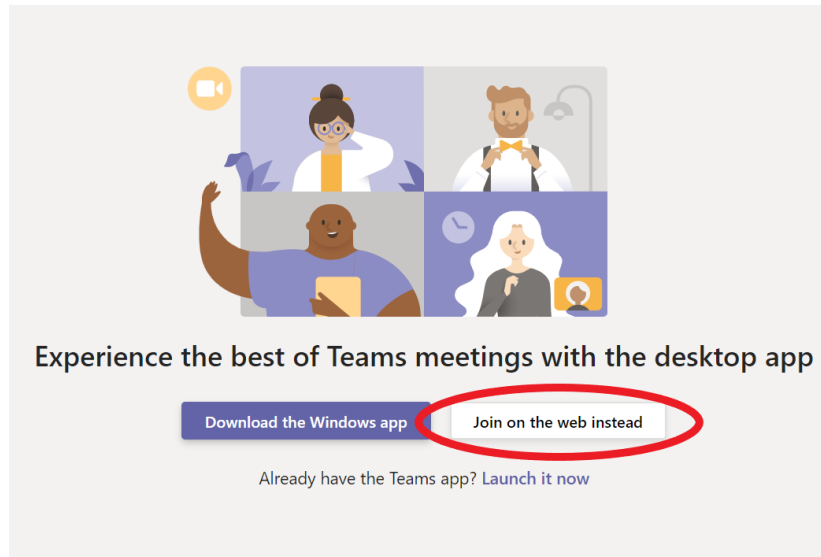 Experience the best of Teams meetings with the desktop app
Download the Windows app
Join on the web instead
Already have the Teams app? Launch it now